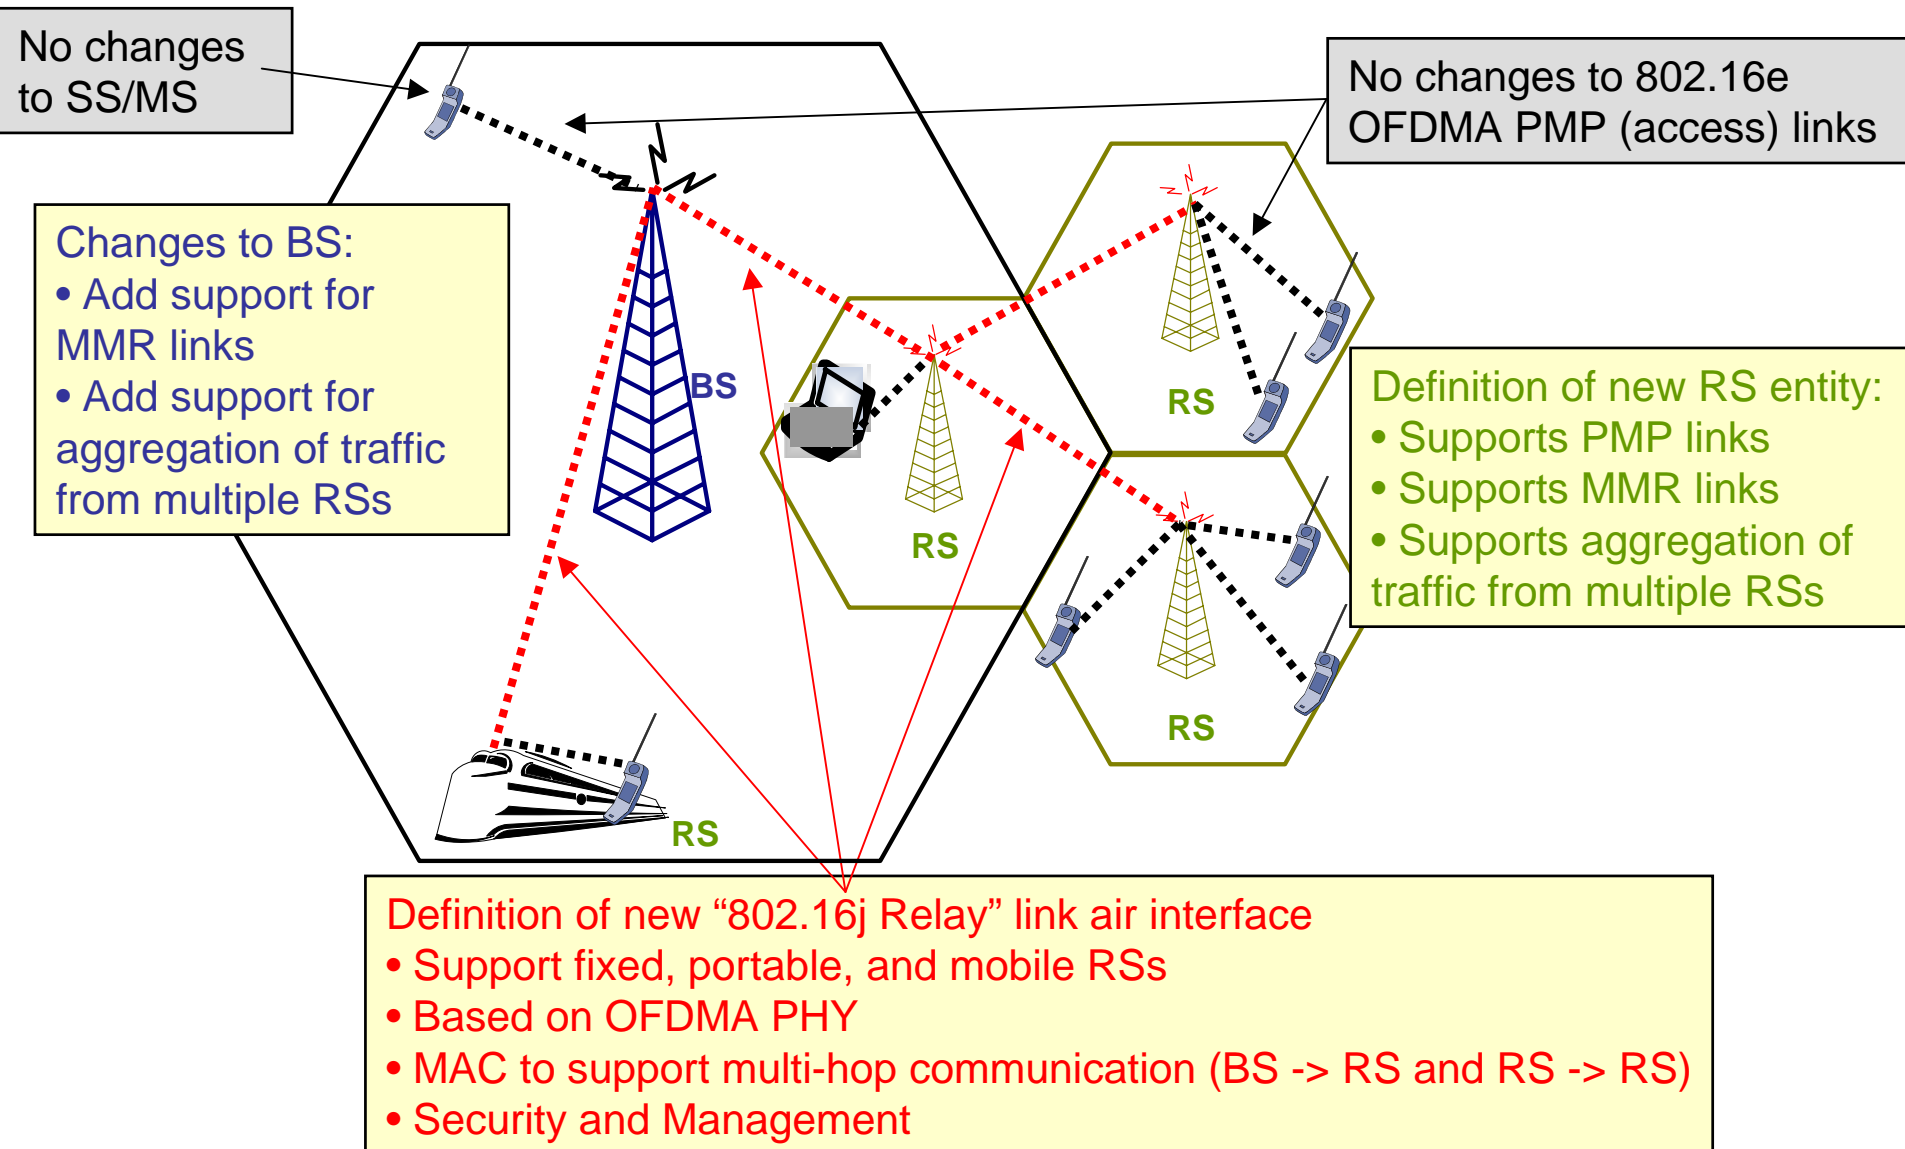 No changes
to SS/MS
No changes to 802.16e
OFDMA PMP (access) links
Changes to BS:
• Add support for
MMR links
• Add support for
aggregation of traffic
from multiple RSs
BS
RS
RS
RS
RS
Definition of new RS entity:
• Supports PMP links
• Supports MMR links
• Supports aggregation of
traffic from multiple RSs
Definition of new “802.16j Relay” link air interface
• Support fixed, portable, and mobile RSs
• Based on OFDMA PHY
• MAC to support multi-hop communication (BS -> RS and RS -> RS)
• Security and Management